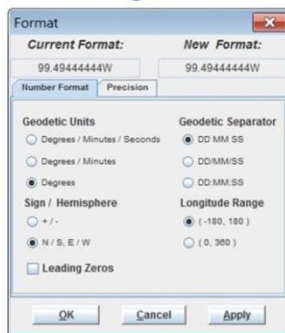 Format
Current Format: New Format:
99.49444444W 99.49444444W
Number Format Precision
Geodetic Units Geodetic Separator
Degrees / Minutes / Seconds DD MM SS
Degrees / Minutes DD/MM/SS
Degrees DD:MM:SS
Sign / Hemisphere Longitude Range
+ / - ( -180, 180 )
N / S, E / W ( 0, 360 )
Leading Zeros
OK Cancel Apply